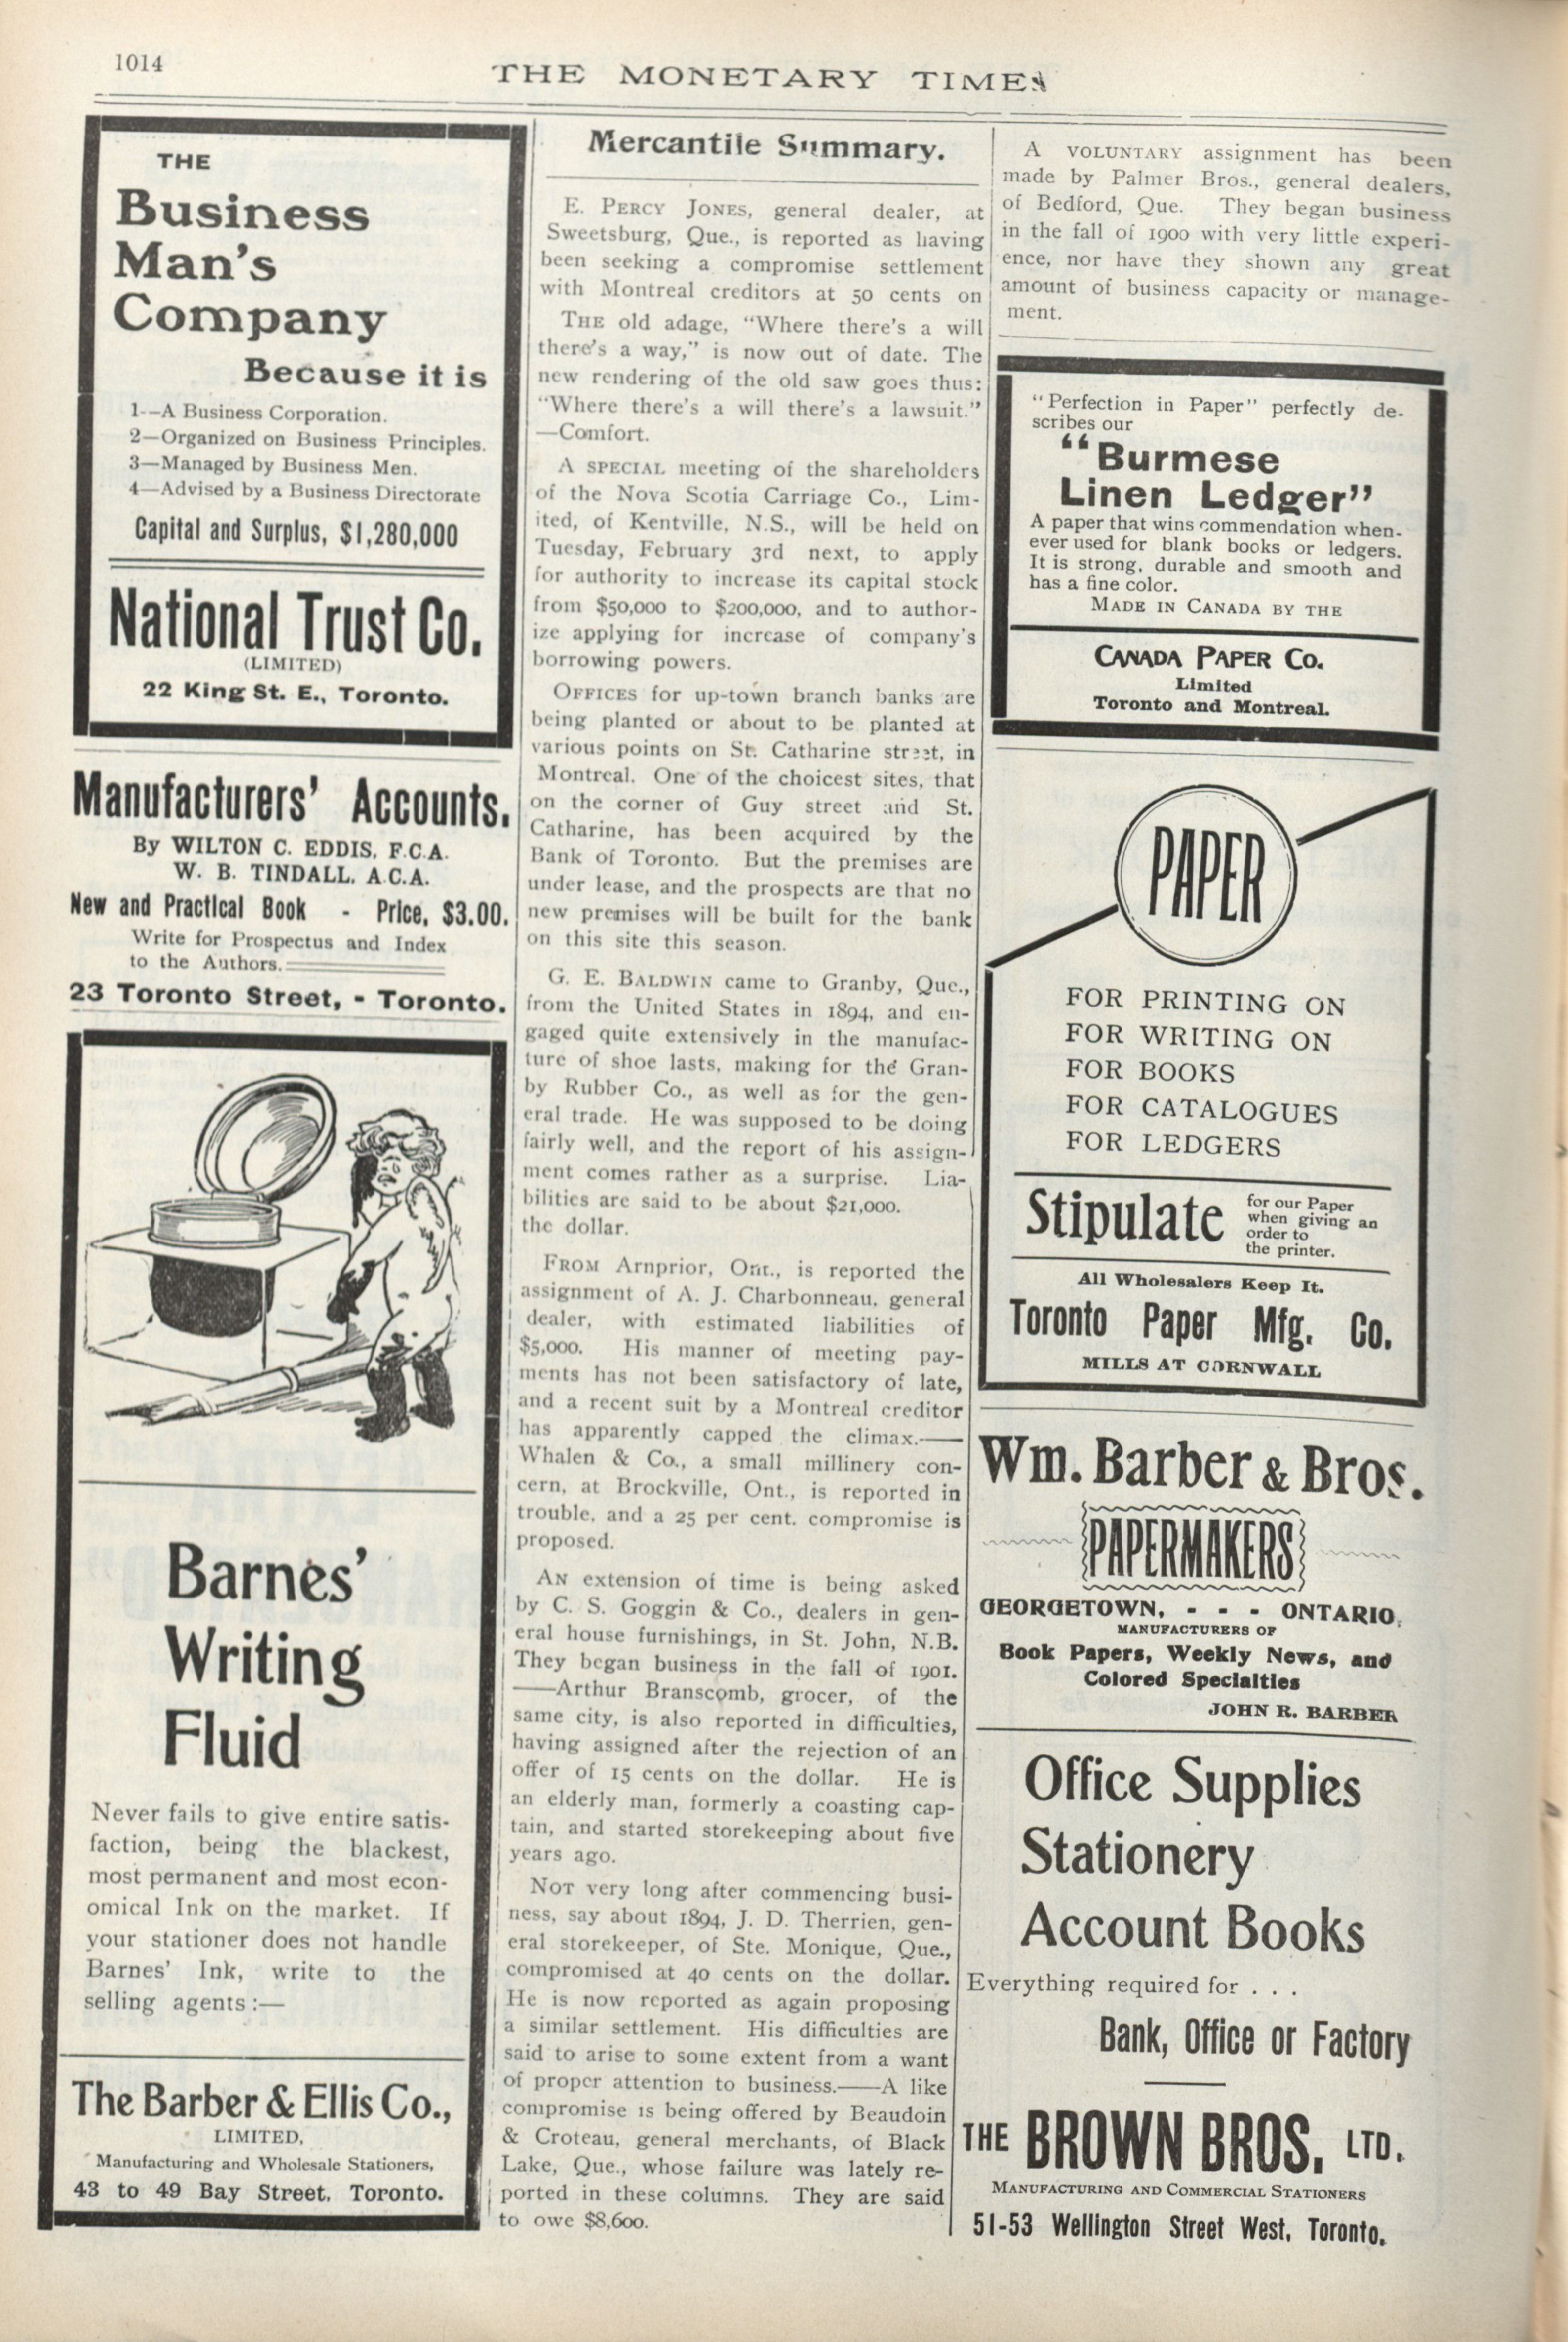 1014
THE MONETARY TIMES
THE
Business
Man's
Company
Because it is
1--A Business Corporation.
2—Organized on Business Principles.
3—Managed by Business Men.
4—Advised by a Business Directorate
Capital and Surplus, $1,280,000
National Trust Co.
(LIMITED)
22 King St. E., Toronto.
Manufacturers' Accounts.
By WILTON C. EDDIS, F.C.A.
W. B. TINDALL, A.C.A.
New and Practical Book - Price, $3.00.
Write for Prospectus and Index
to the Authors.
23 Toronto Street, - Toronto.
Barnes'
Writing
Fluid
Never fails to give entire satis-
faction, being the blackest,
most permanent and most econ-
omical Ink on the market. If
your stationer does not handle
Barnes' Ink, write to the
selling agents:—
The Barber & Ellis Co.,
LIMITED,
Manufacturing and Wholesale Stationers,
43 to 49 Bay Street, Toronto.
Mercantile Summary.
E. PERCY JONES, general dealer, at
Sweetsburg, Que., is reported as having
been seeking a compromise settlement
with Montreal creditors at 50 cents on
THE old adage, "Where there's a will
there's a way," is now out of date. The
new rendering of the old saw goes thus:
"Where there's a will there's a lawsuit."
—Comfort.
A SPECIAL meeting of the shareholders
of the Nova Scotia Carriage Co., Lim-
ited, of Kentville, N.S., will be held on
Tuesday, February 3rd next, to apply
for authority to increase its capital stock
from $50,000 to $200,000, and to author-
ize applying for increase of company's
borrowing powers.
OFFICES for up-town branch banks are
being planted or about to be planted at
various points on St. Catharine street, in
Montreal. One of the choicest sites, that
on the corner of Guy street and St.
Catharine, has been acquired by the
Bank of Toronto. But the premises are
under lease, and the prospects are that no
new premises will be built for the bank
on this site this season.
G. E. BALDWIN came to Granby, Que.,
from the United States in 1894, and en-
gaged quite extensively in the manufac-
ture of shoe lasts, making for the Gran-
by Rubber Co., as well as for the gen-
eral trade. He was supposed to be doing
fairly well, and the report of his assign-
ment comes rather as a surprise. Lia-
bilities are said to be about $21,000.
the dollar.
FROM Arnprior, Ont., is reported the
assignment of A. J. Charbonneau, general
dealer, with estimated liabilities of
$5,000. His manner of meeting pay-
ments has not been satisfactory of late,
and a recent suit by a Montreal creditor
has apparently capped the climax.——
Whalen & Co., a small millinery con-
cern, at Brockville, Ont., is reported in
trouble, and a 25 per cent. compromise is
proposed.
AN extension of time is being asked
by C. S. Goggin & Co., dealers in gen-
eral house furnishings, in St. John, N.B.
They began business in the fall of 1901.
——Arthur Branscomb, grocer, of the
same city, is also reported in difficulties,
having assigned after the rejection of an
offer of 15 cents on the dollar. He is
an elderly man, formerly a coasting cap-
tain, and started storekeeping about five
years ago.
NOT very long after commencing busi-
ness, say about 1894, J. D. Therrien, gen-
eral storekeeper, of Ste. Monique, Que.,
compromised at 40 cents on the dollar.
He is now reported as again proposing
a similar settlement. His difficulties are
said to arise to some extent from a want
of proper attention to business.——A like
compromise is being offered by Beaudoin
& Croteau, general merchants, of Black
Lake, Que., whose failure was lately re-
ported in these columns. They are said
to owe $8,600.
A VOLUNTARY assignment has been
made by Palmer Bros., general dealers,
of Bedford, Que. They began business
in the fall of 1900 with very little experi-
ence, nor have they shown any great
amount of business capacity or manage-
ment.
"Perfection in Paper" perfectly de-
scribes our
"Burmese
Linen Ledger"
A paper that wins commendation when-
ever used for blank books or ledgers.
It is strong, durable and smooth and
has a fine color.
MADE IN CANADA BY THE
CANADA PAPER CO.
Limited
Toronto and Montreal.
PAPER
FOR PRINTING ON
FOR WRITING ON
FOR BOOKS
FOR CATALOGUES
FOR LEDGERS
Stipulate
for our Paper
when giving an
order to
the printer.
All Wholesalers Keep It.
Toronto Paper Mfg. Co.
MILLS AT CORNWALL
Wm. Barber & Bros.
PAPERMAKERS
GEORGETOWN, - - - ONTARIO,
MANUFACTURERS OF
Book Papers, Weekly News, and
Colored Specialties
JOHN R. BARBER
Office Supplies
Stationery
Account Books
Everything required for . . .
Bank, Office or Factory
THE BROWN BROS. LTD.
MANUFACTURING AND COMMERCIAL STATIONERS
51-53 Wellington Street West, Toronto.